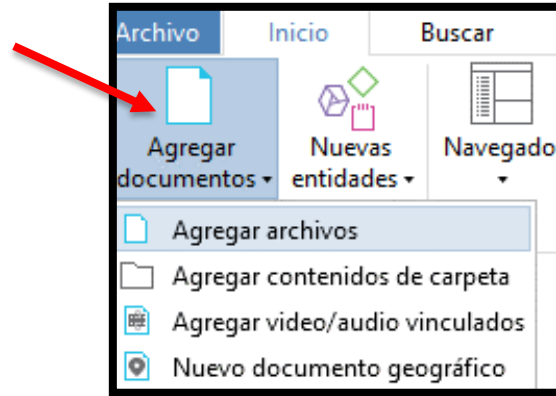 Archivo Inicio Buscar
Agregar Nuevas Navegado
documentos entidades
Agregar archivos
Agregar contenidos de carpeta
Agregar video/audio vinculados
Nuevo documento geográfico